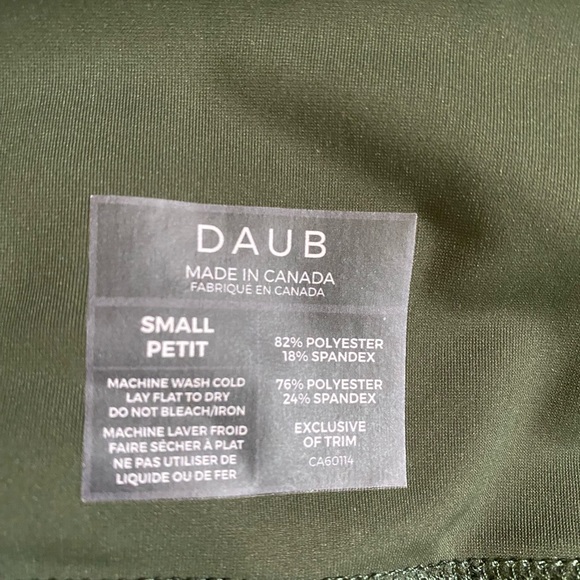 DAUB
MADE IN CANADA
FABRIQUE EN CANADA
SMALL
PETIT
MACHINE WASH COLD
LAY FLAT TO DRY
DO NOT BLEACH/IRON
MACHINE LAVER FROID
FAIRE SÉCHER À PLAT
NE PAS UTILISER DE
LIQUIDE OU DE FER
82% POLYESTER
18% SPANDEX
76% POLYESTER
24% SPANDEX
EXCLUSIVE
OF TRIM
CA60114